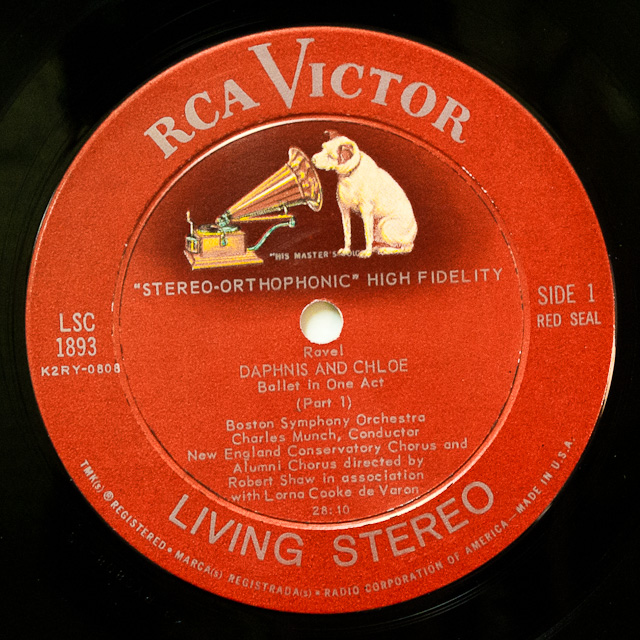 RCA VICTOR
"HIS MASTER'S VOICE"
"STEREO-ORTHOPHONIC" HIGH FIDELITY
LSC
1893
K2RY-0808
SIDE 1
RED SEAL
Ravel
DAPHNIS AND CHLOE
Ballet in One Act
(Part 1)
Boston Symphony Orchestra
Charles Munch, Conductor
New England Conservatory Chorus and
Alumni Chorus directed by
Robert Shaw in association
with Lorna Cooke de Varon
28:10
LIVING STEREO
TMK(s) ® REGISTERED • MARCA(s) REGISTRADA(s) • RADIO CORPORATION OF AMERICA—MADE IN U.S.A.